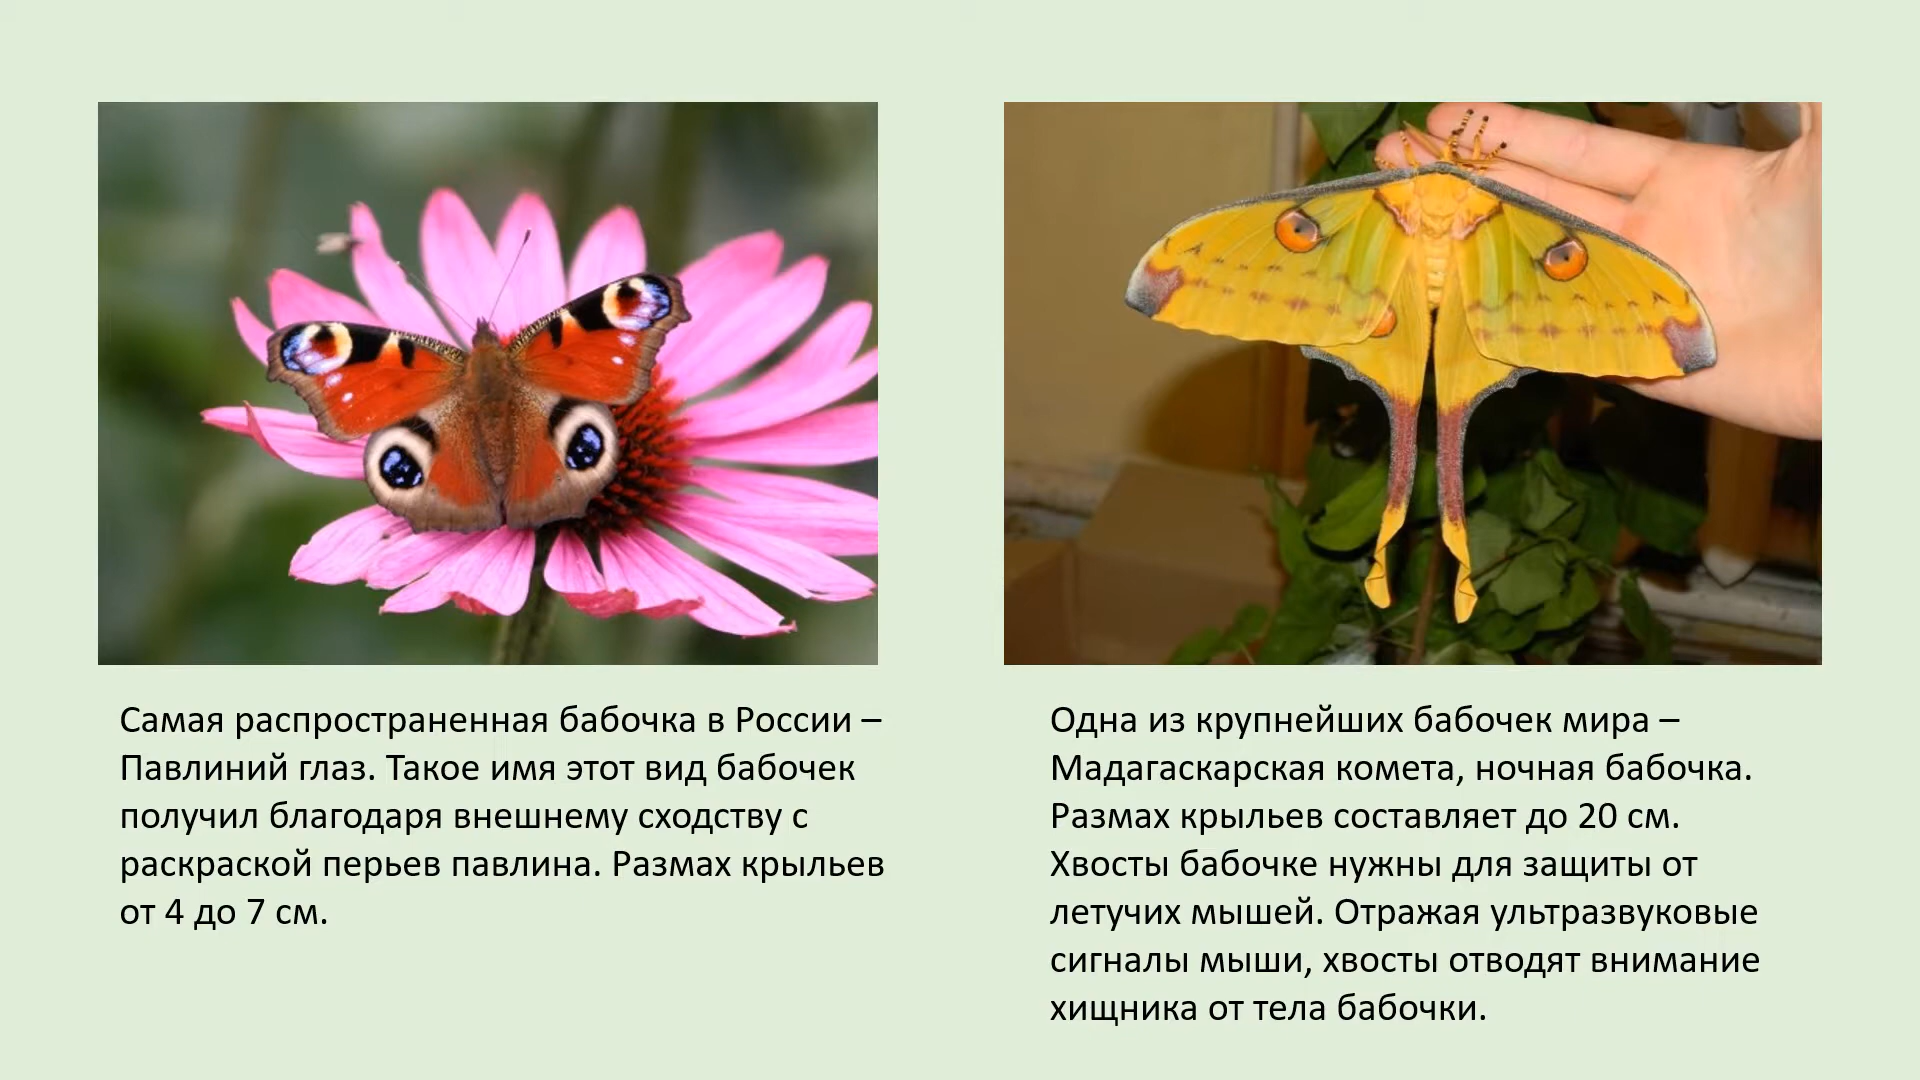 Самая распространенная бабочка в России –
Павлиний глаз. Такое имя этот вид бабочек
получил благодаря внешнему сходству с
раскраской перьев павлина. Размах крыльев
от 4 до 7 см.
Одна из крупнейших бабочек мира –
Мадагаскарская комета, ночная бабочка.
Размах крыльев составляет до 20 см.
Хвосты бабочке нужны для защиты от
летучих мышей. Отражая ультразвуковые
сигналы мыши, хвосты отводят внимание
хищника от тела бабочки.